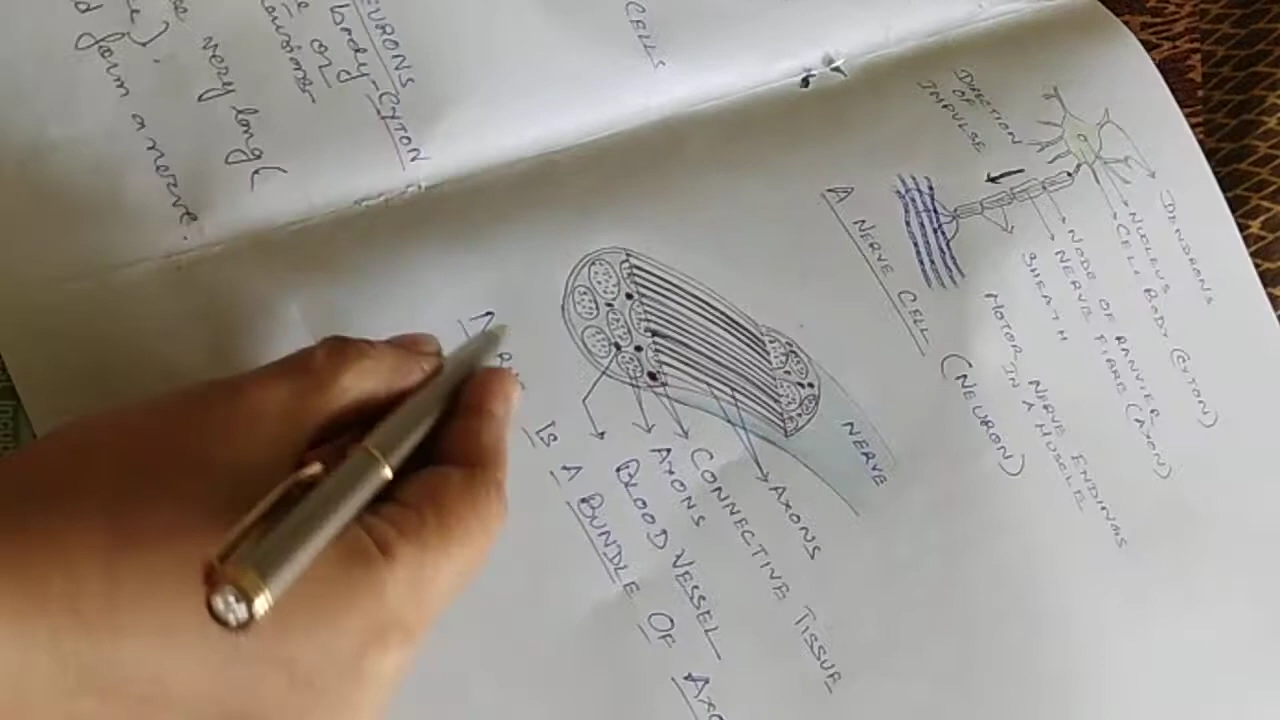 CELLS
NEURONS
body-CYTON
or
very long (
form a nerve.
DENDRONS
NUCLEUS
CELL BODY (CYTON)
DIRECTION
OF
IMPULSE
NODE OF RANVIER
NERVE FIBRE (AXON)
SHEATH
NERVE ENDINGS
MOTOR IN A MUSCLE
A NERVE CELL (NEURON)
NERVE
AXONS
CONNECTIVE TISSUE
AXONS
BLOOD VESSEL
IS A BUNDLE OF